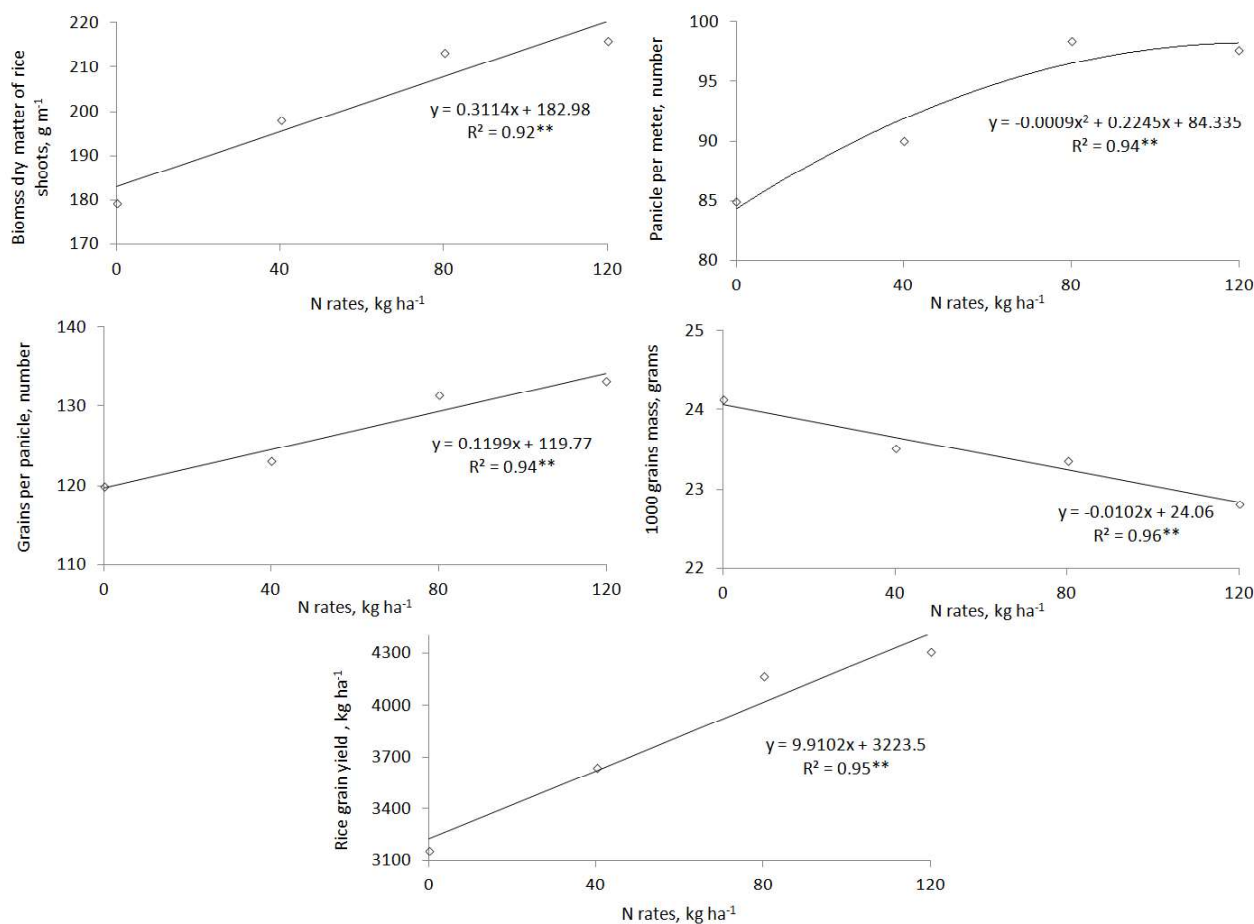 Biomss dry matter of rice
shoots, g m⁻¹
220
210
200
190
180
170
0
40
80
120
N rates, kg ha⁻¹
y = 0.3114x + 182.98
R² = 0.92**
Panicle per meter, number
100
95
90
85
80
0
40
80
120
N rates, kg ha⁻¹
y = -0.0009x² + 0.2245x + 84.335
R² = 0.94**
Grains per panicle, number
140
130
120
110
0
40
80
120
N rates, kg ha⁻¹
y = 0.1199x + 119.77
R² = 0.94**
1000 grains mass, grams
25
24
23
22
0
40
80
120
N rates, kg ha⁻¹
y = -0.0102x + 24.06
R² = 0.96**
Rice grain yield , kg ha⁻¹
4300
4000
3700
3400
3100
0
40
80
120
N rates, kg ha⁻¹
y = 9.9102x + 3223.5
R² = 0.95**